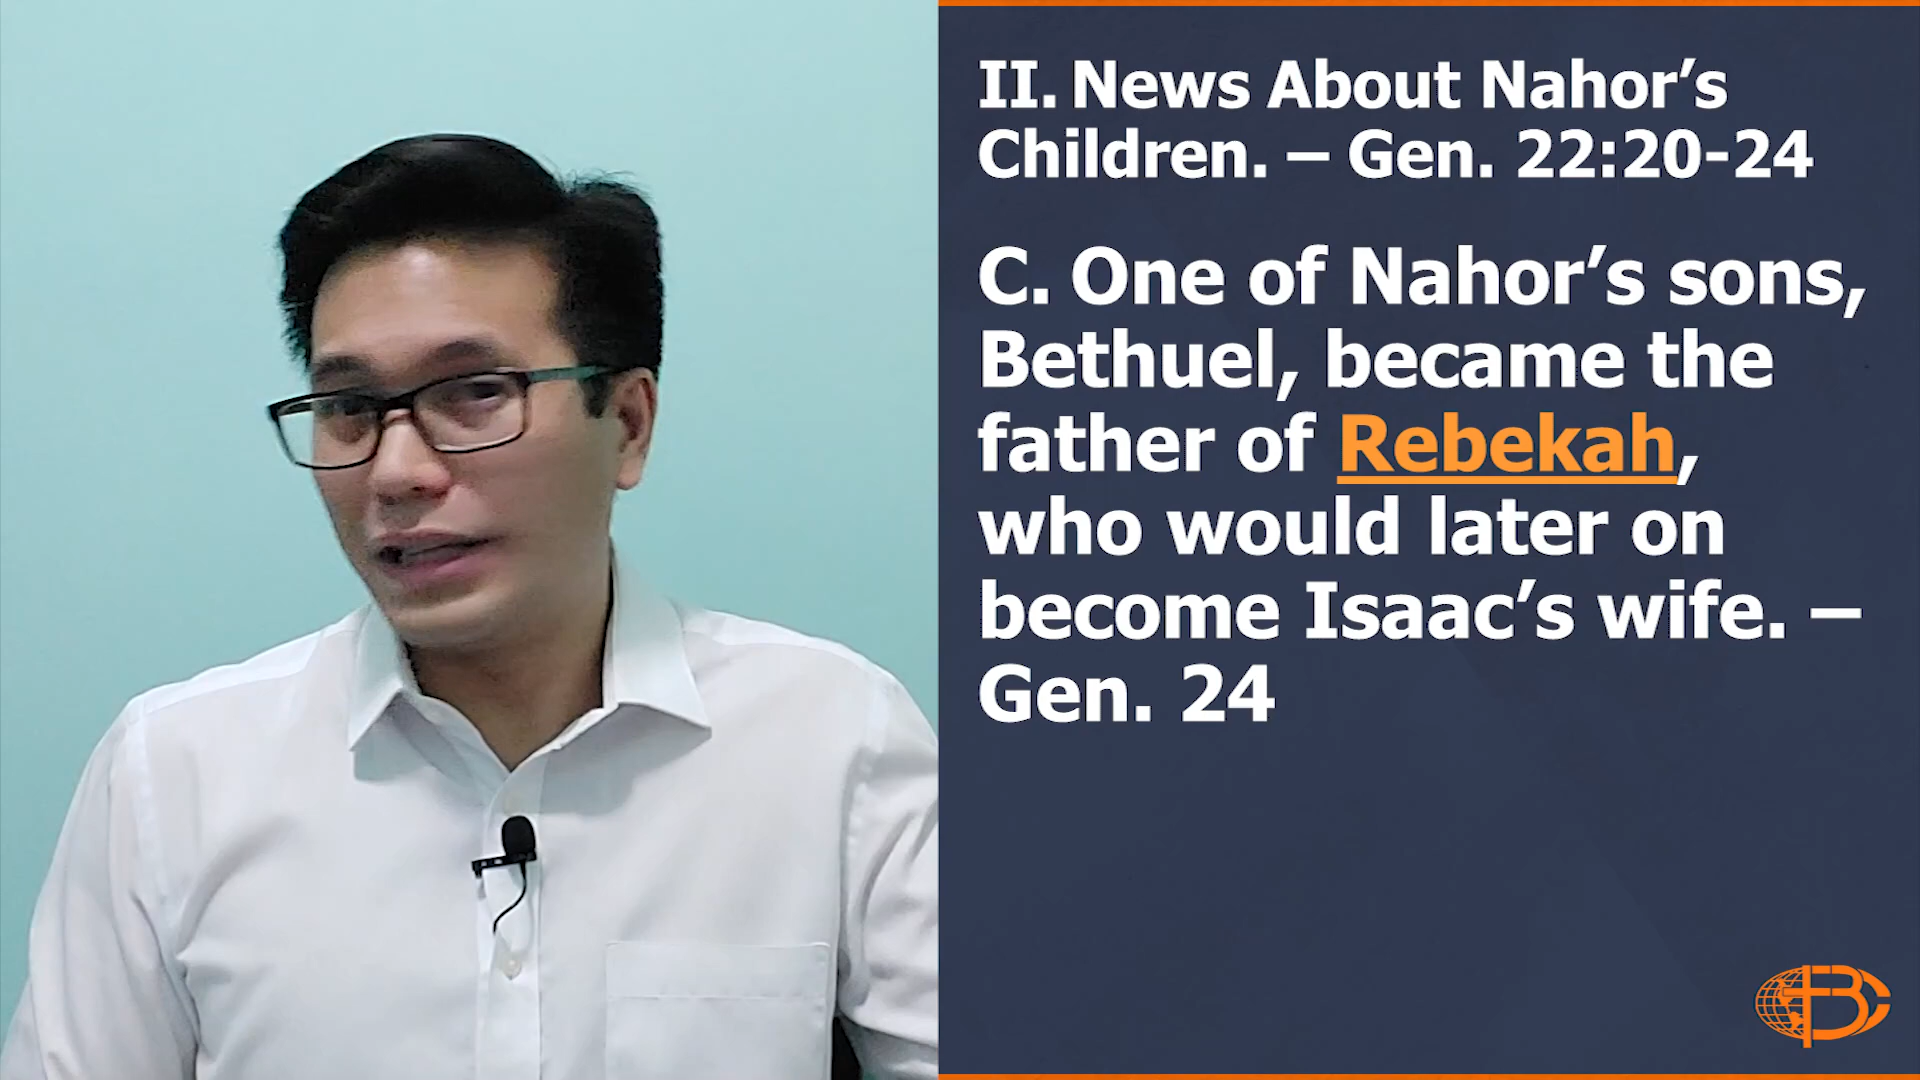 II. News About Nahor’s
Children. – Gen. 22:20-24
C. One of Nahor’s sons,
Bethuel, became the
father of Rebekah,
who would later on
become Isaac’s wife. –
Gen. 24
BC